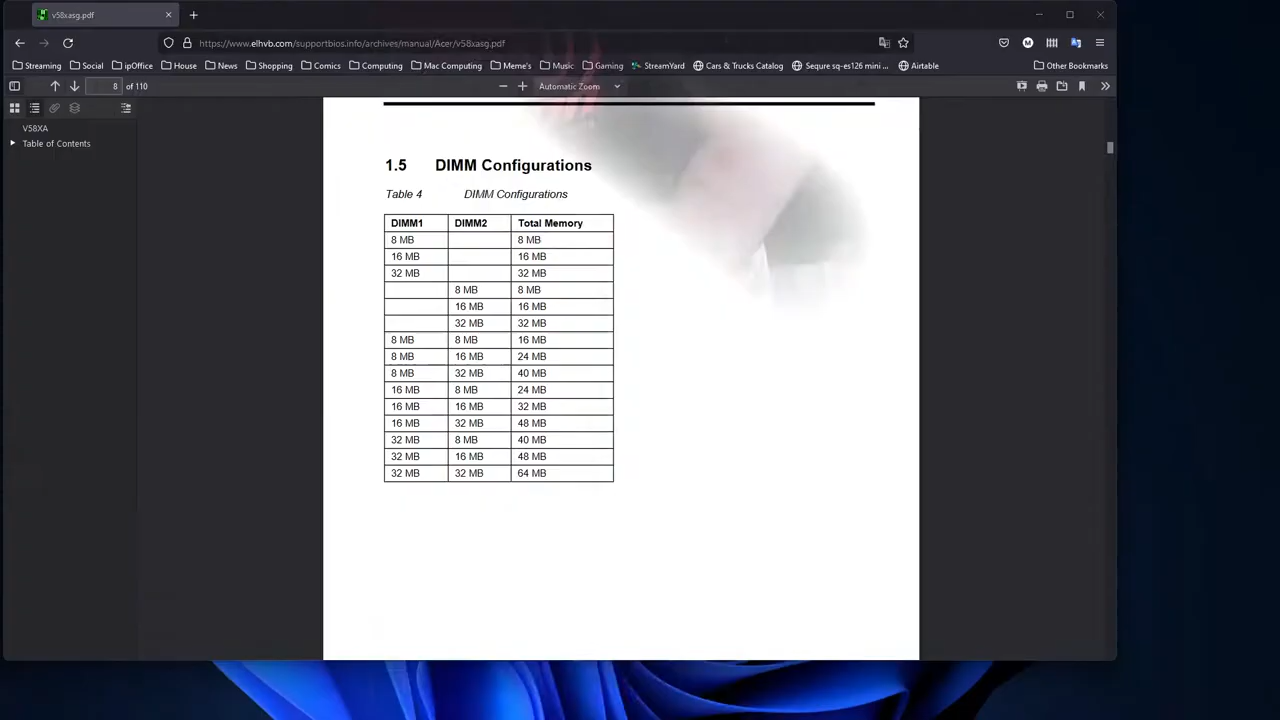 v58xasg.pdf
https://www.elhvb.com/supportbios.info/archives/manual/Acer/v58xasg.pdf
Streaming Social ipOffice House News Shopping Comics Computing Mac Computing Meme's Music Gaming StreamYard Cars & Trucks Catalog Sequre sq-es126 mini ... Airtable Other Bookmarks
8 of 110 Automatic Zoom
V58XA
Table of Contents
1.5 DIMM Configurations
Table 4 DIMM Configurations
DIMM1 DIMM2 Total Memory
8 MB 8 MB
16 MB 16 MB
32 MB 32 MB
8 MB 8 MB
16 MB 16 MB
32 MB 32 MB
8 MB 8 MB 16 MB
8 MB 16 MB 24 MB
8 MB 32 MB 40 MB
16 MB 8 MB 24 MB
16 MB 16 MB 32 MB
16 MB 32 MB 48 MB
32 MB 8 MB 40 MB
32 MB 16 MB 48 MB
32 MB 32 MB 64 MB